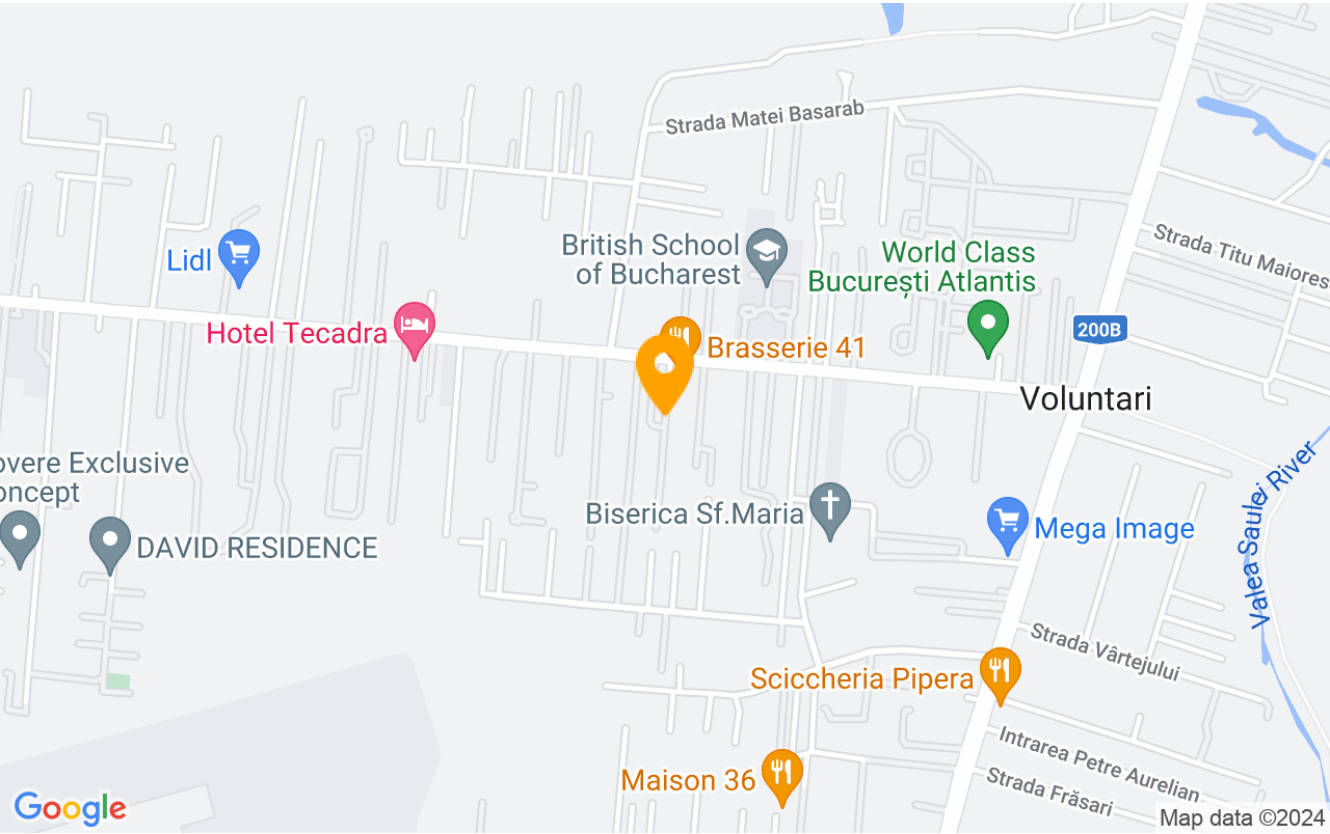 Strada Matei Basarab
Strada Titu Maiores
British School
of Bucharest
World Class
București Atlantis
Lidl
Hotel Tecadra
Brasserie 41
200B
Voluntari
overe Exclusive
oncept
DAVID RESIDENCE
Biserica Sf.Maria
Mega Image
Valea Saulei River
Strada Vârtejului
Sciccheria Pipera
Intrarea Petre Aurelian
Strada Frăsari
Maison 36
Google
Map data ©2024